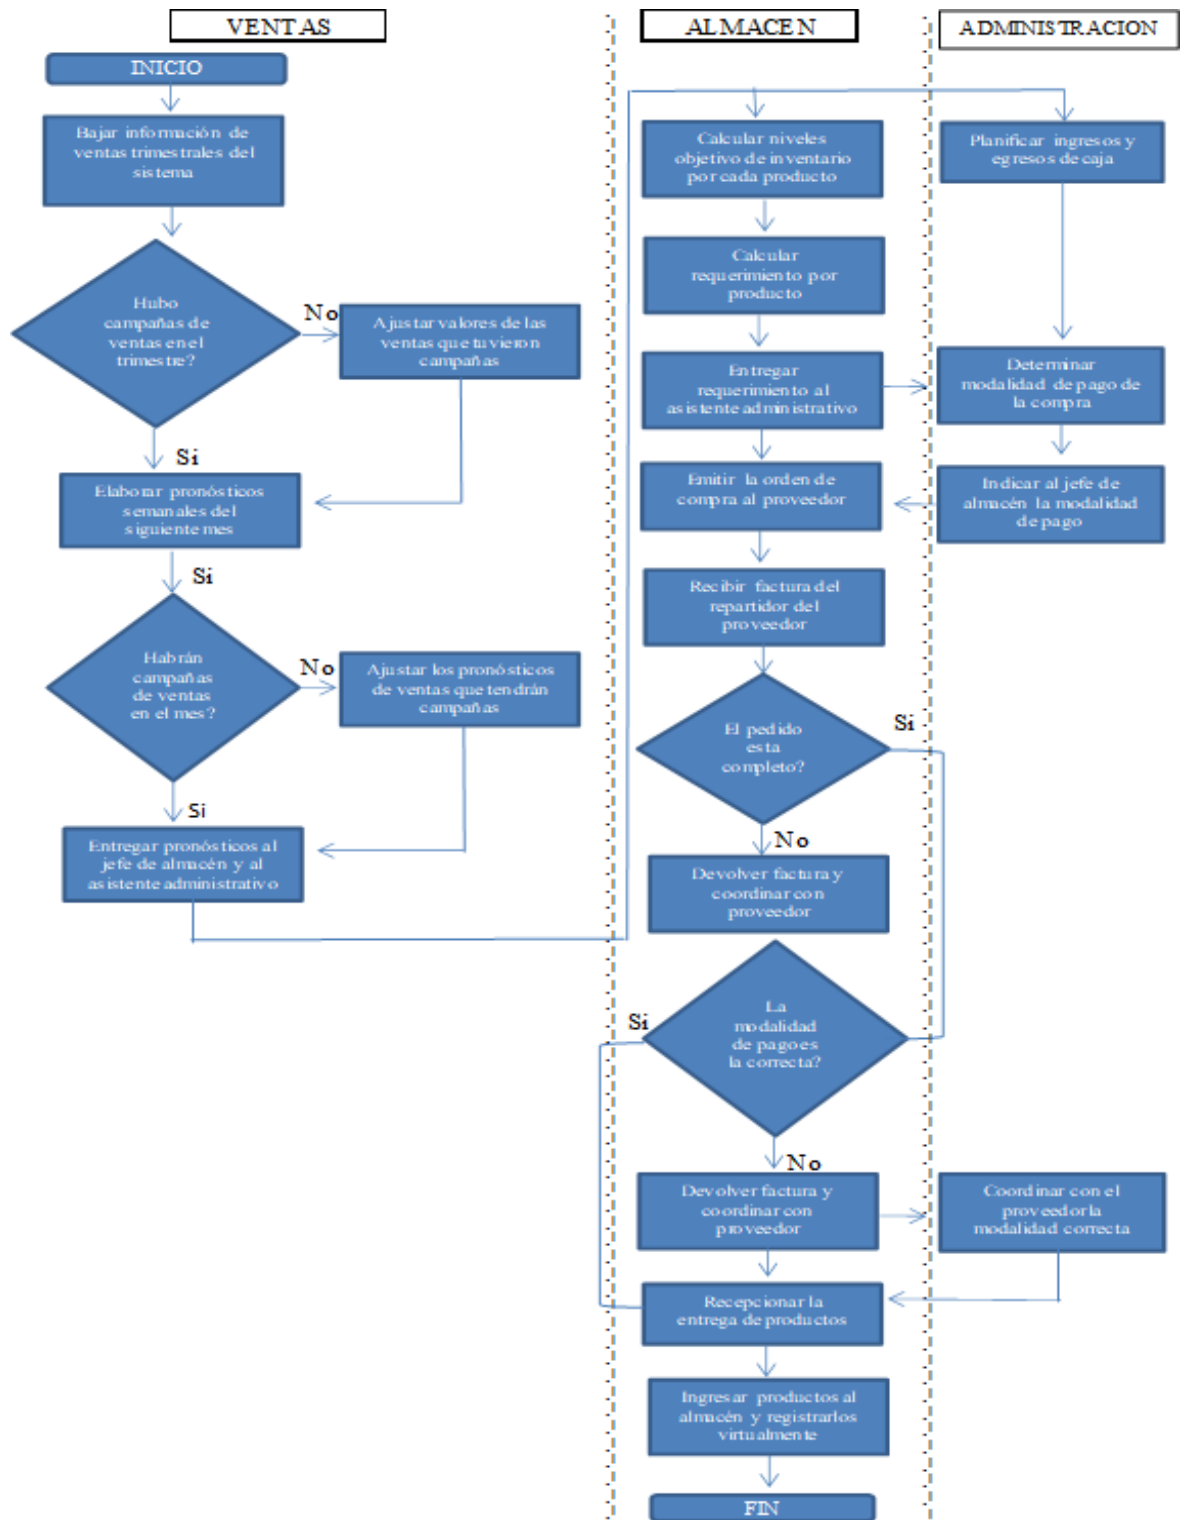 VENTAS
INICIO
Bajar información de
ventas trimestrales del
sistema
Hubo
campañas de
ventas en el
trimestre?
No
Ajustar valores de las
ventas que tuvieron
campañas
Si
Elaborar pronósticos
semanales del
siguiente mes
Si
Habrán
campañas
de ventas
en el mes?
No
Ajustar los pronósticos
de ventas que tendrán
campañas
Si
Entregar pronósticos al
jefe de almacén y al
asistente administrativo
ALMACEN
Calcular niveles
objetivo de inventario
por cada producto
Calcular
requerimiento por
producto
Entregar
requerimiento al
asistente administrativo
Emitir la orden de
compra al proveedor
Recibir factura del
repartidor del
proveedor
El pedido
esta
completo?
Si
No
Devolver factura y
coordinar con
proveedor
La
modalidad
de pago es
la correcta?
Si
No
Devolver factura y
coordinar con
proveedor
Recepcionar la
entrega de productos
Ingresar productos al
almacén y registrarlos
virtualmente
FIN
ADMINISTRACION
Planificar ingresos y
egresos de caja
Determinar
modalidad de pago de
la compra
Indicar al jefe de
almacén la modalidad
de pago
Coordinar con el
proveedor la
modalidad correcta